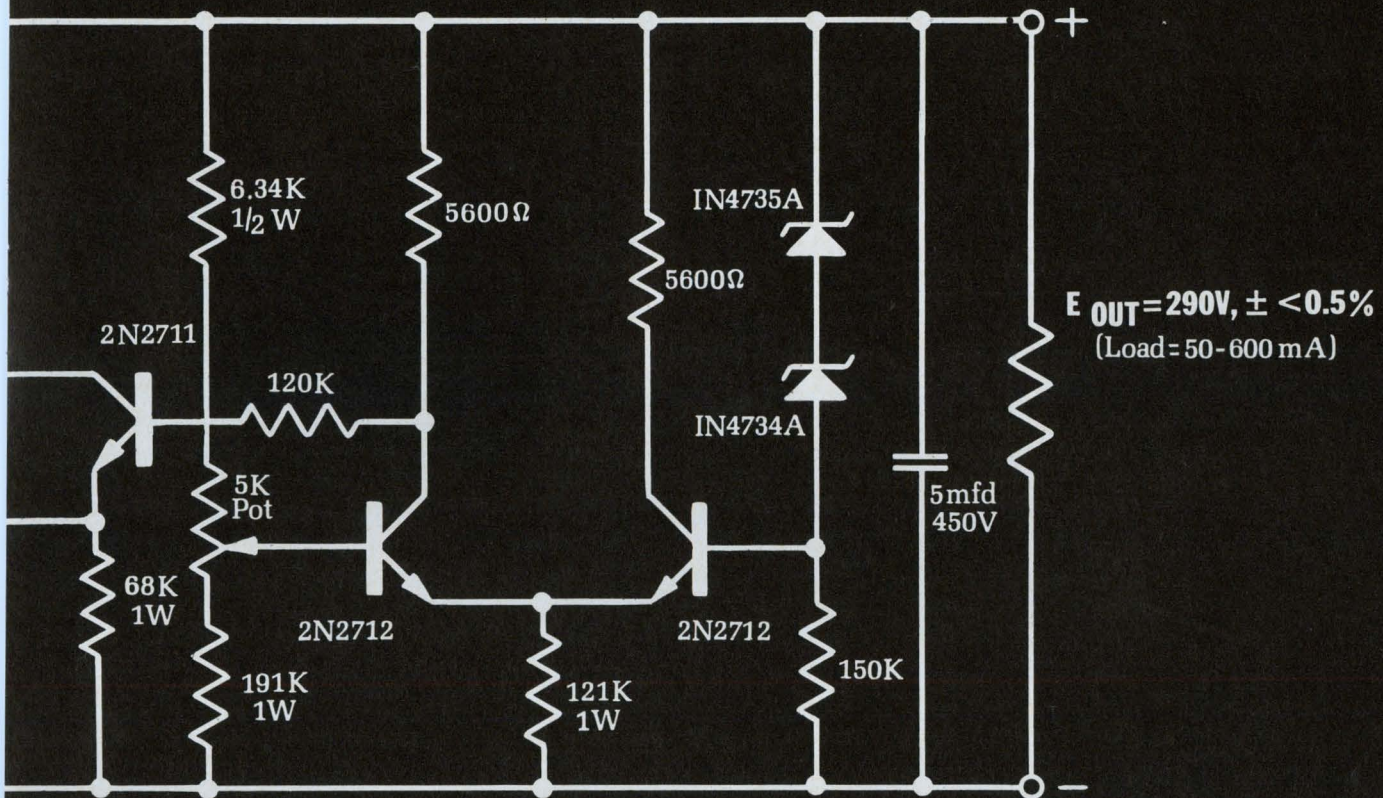 +
6.34K
1/2 W
5600Ω
IN4735A
5600Ω
E OUT=290V, ± <0.5%
(Load=50-600 mA)
2N2711
120K
IN4734A
5K
Pot
5mfd
450V
68K
1W
2N2712
2N2712
150K
191K
1W
121K
1W
−